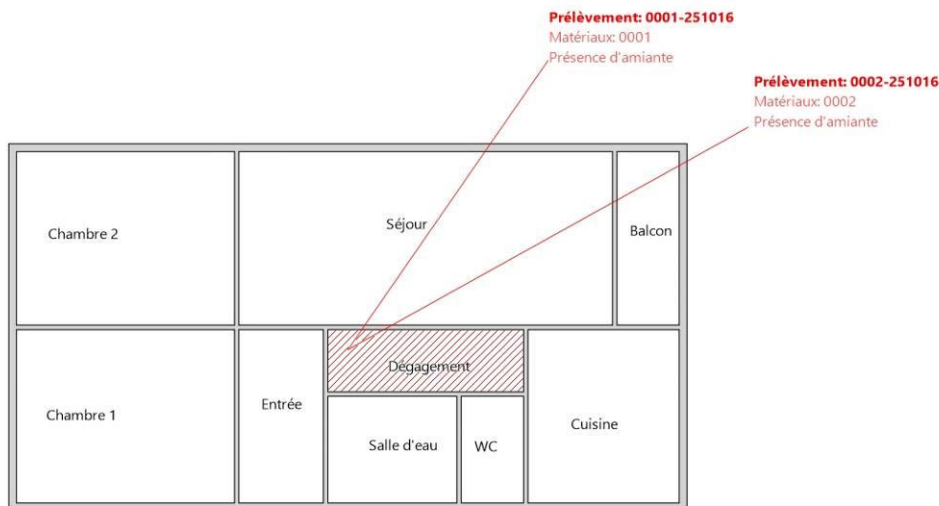 Prélèvement: 0001-251016
Matériaux: 0001
Présence d'amiante
Prélèvement: 0002-251016
Matériaux: 0002
Présence d'amiante
Chambre 2
Séjour
Balcon
Dégagement
Chambre 1
Entrée
Salle d'eau
WC
Cuisine